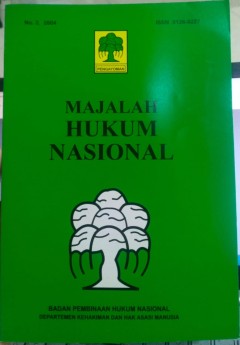 MAJALAH
HUKUM
NASIONAL
BADAN PEMBINAAN HUKUM NASIONAL
DEPARTEMEN KEHAKIMAN DAN HAK ASASI MANUSIA